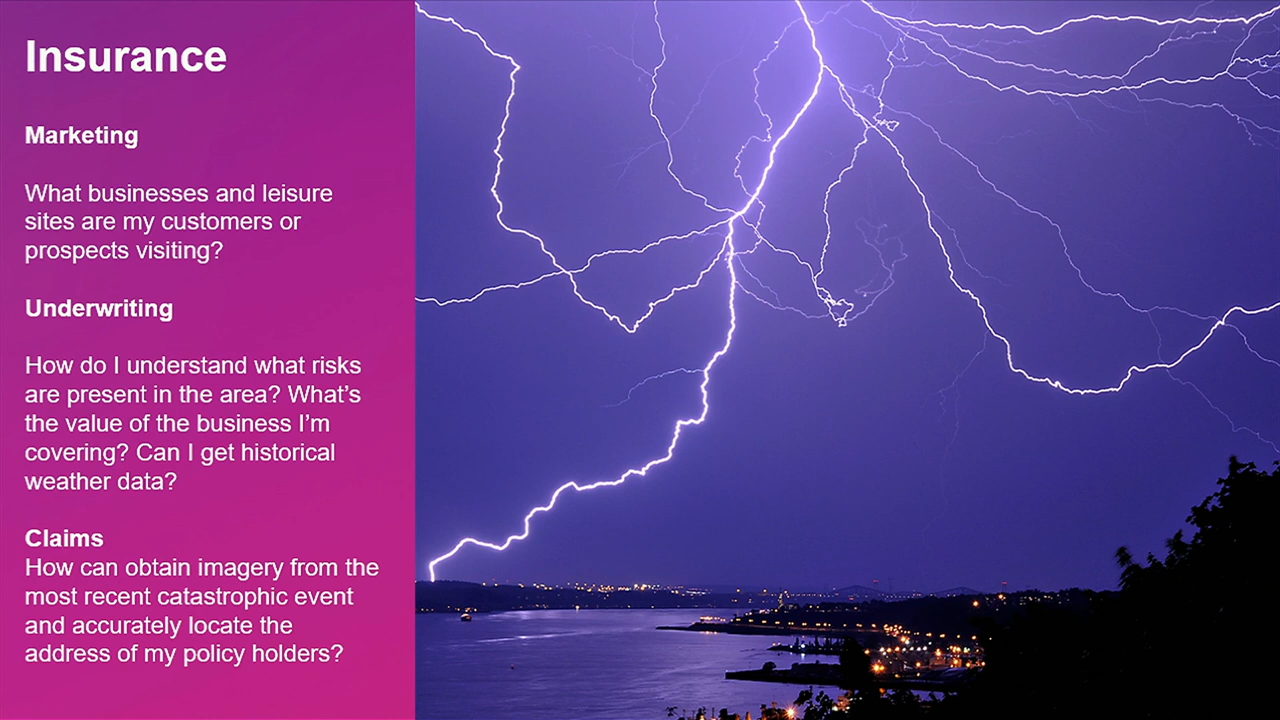 Insurance
Marketing
What businesses and leisure
sites are my customers or
prospects visiting?
Underwriting
How do I understand what risks
are present in the area? What’s
the value of the business I’m
covering? Can I get historical
weather data?
Claims
How can obtain imagery from the
most recent catastrophic event
and accurately locate the
address of my policy holders?